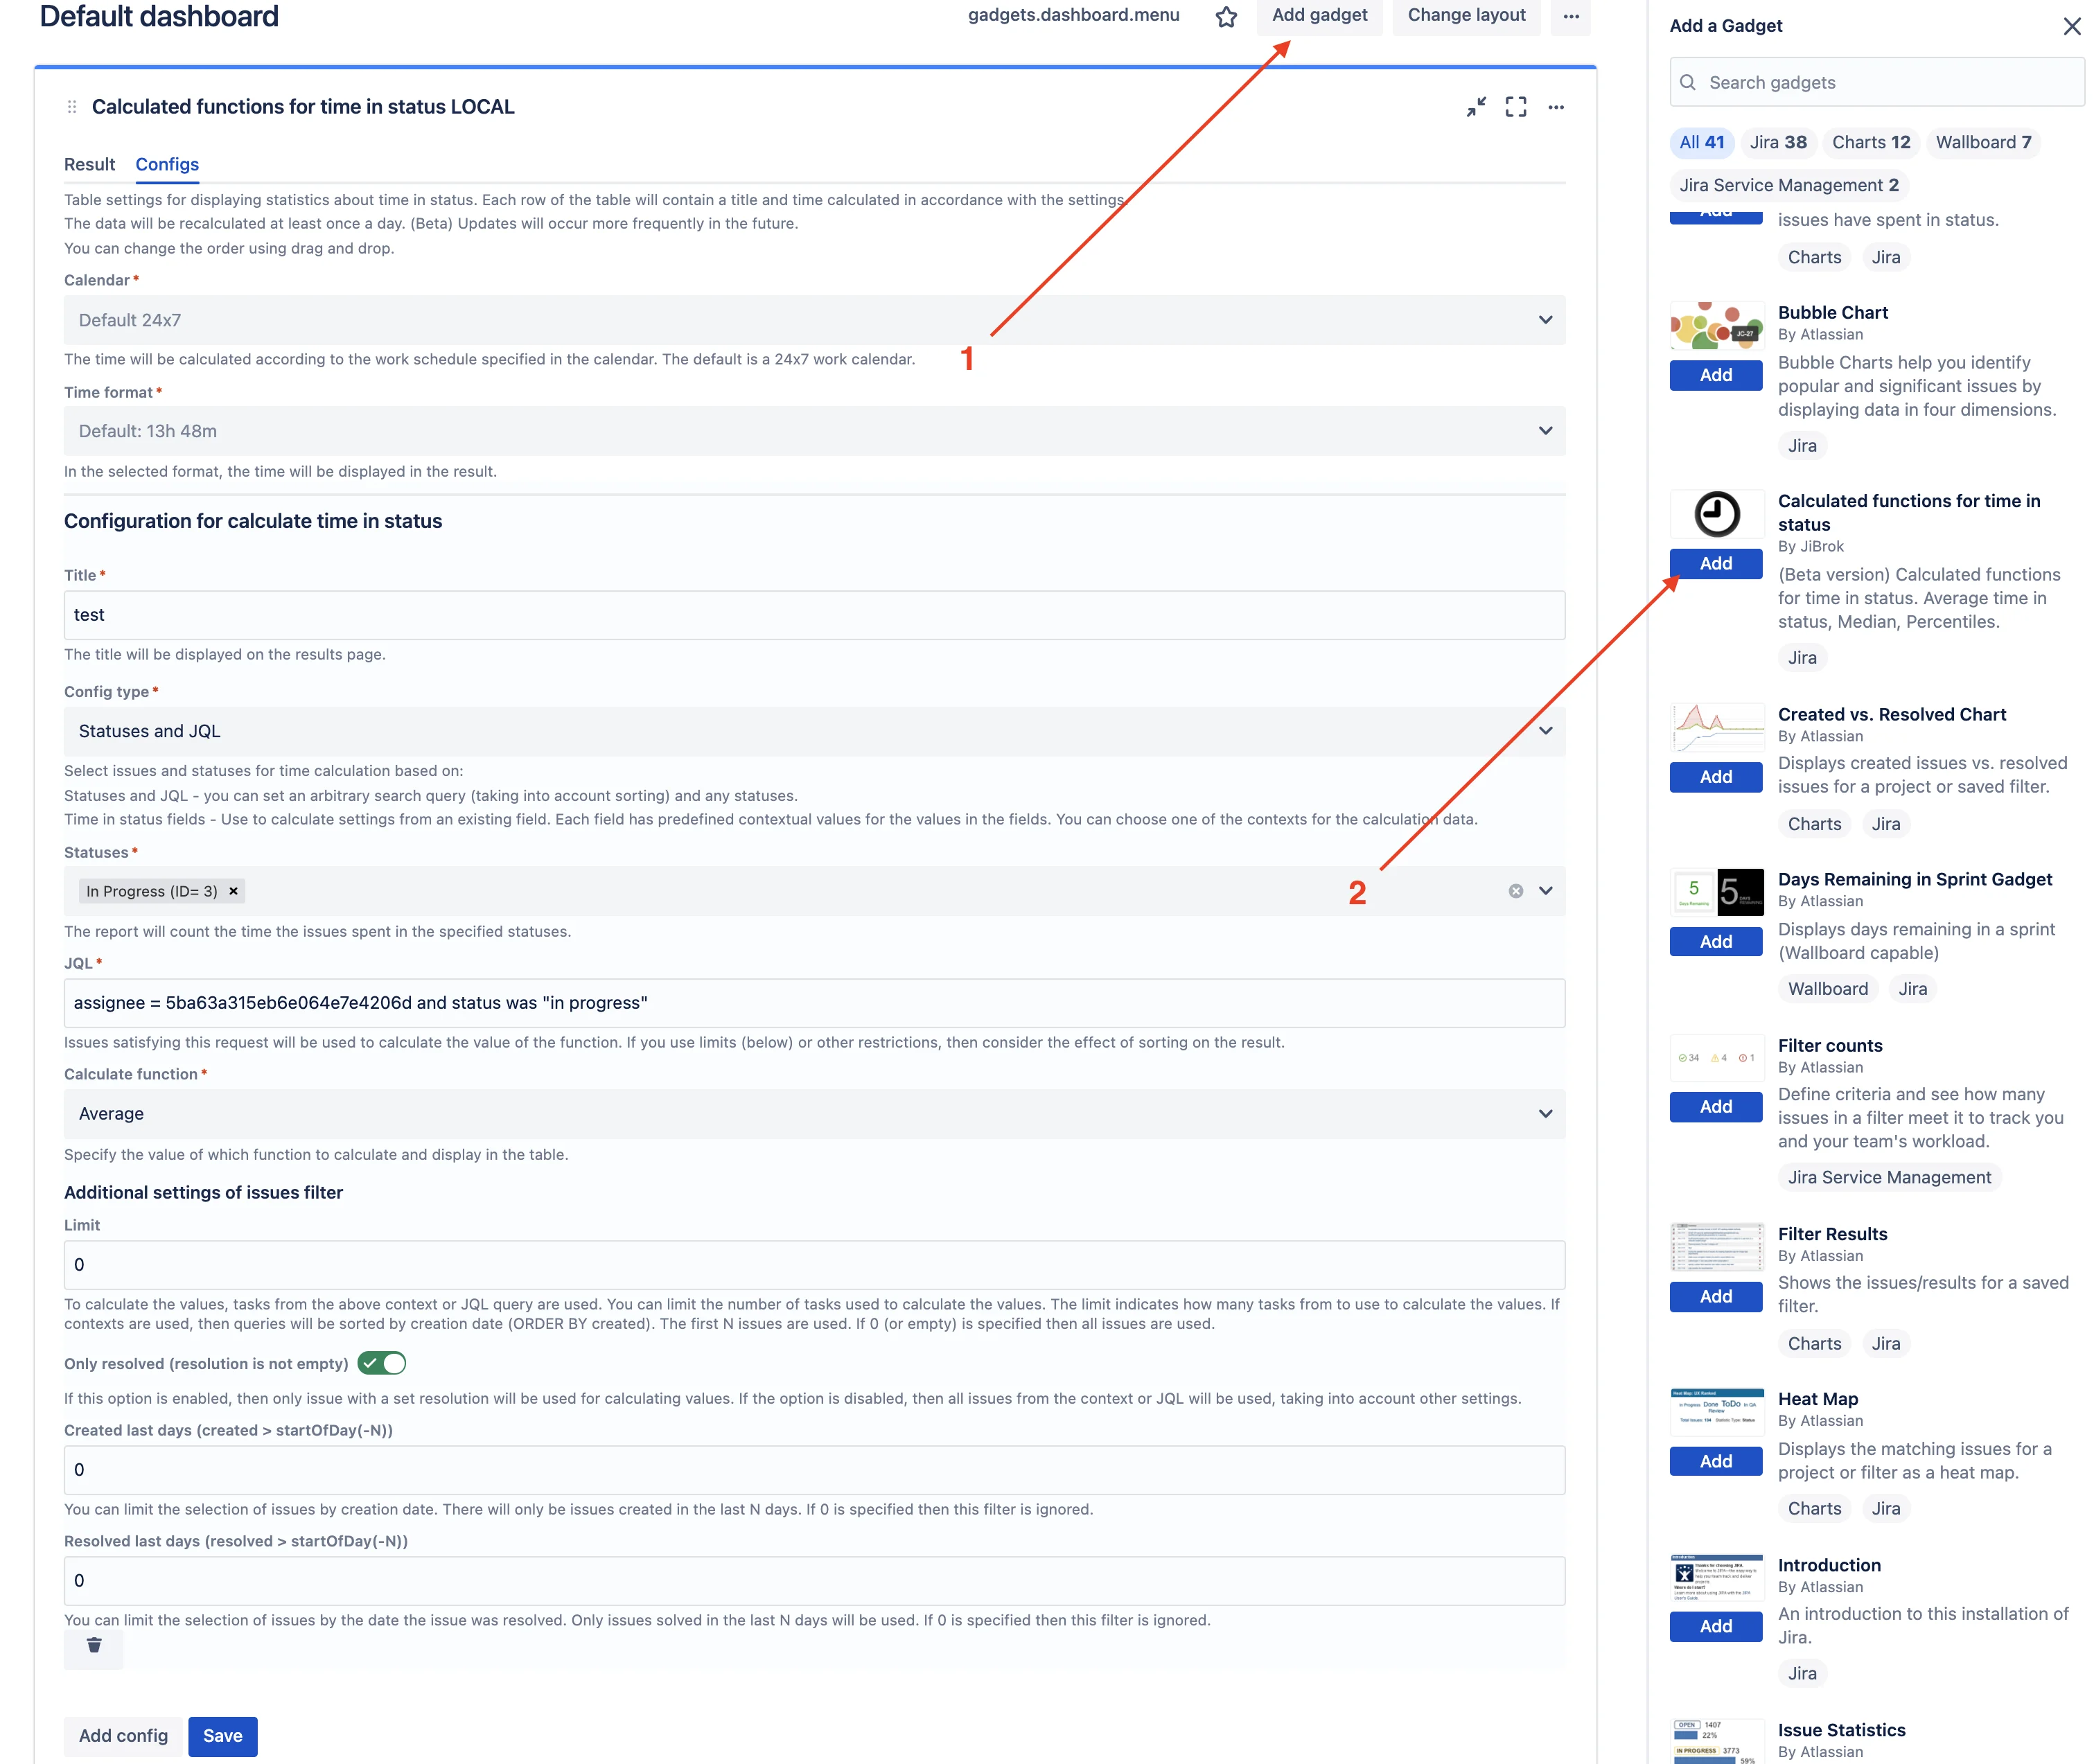 Default dashboard
gadgets.dashboard.menu
Add gadget
Change layout
Calculated functions for time in status LOCAL
Result
Configs
Table settings for displaying statistics about time in status. Each row of the table will contain a title and time calculated in accordance with the settings.
The data will be recalculated at least once a day. (Beta) Updates will occur more frequently in the future.
You can change the order using drag and drop.
Calendar*
Default 24x7
The time will be calculated according to the work schedule specified in the calendar. The default is a 24x7 work calendar.
1
Time format*
Default: 13h 48m
In the selected format, the time will be displayed in the result.
Configuration for calculate time in status
Title*
test
The title will be displayed on the results page.
Config type*
Statuses and JQL
Select issues and statuses for time calculation based on:
Statuses and JQL - you can set an arbitrary search query (taking into account sorting) and any statuses.
Time in status fields - Use to calculate settings from an existing field. Each field has predefined contextual values for the values in the fields. You can choose one of the contexts for the calculation data.
Statuses*
In Progress (ID= 3)
2
The report will count the time the issues spent in the specified statuses.
JQL*
assignee = 5ba63a315eb6e064e7e4206d and status was "in progress"
Issues satisfying this request will be used to calculate the value of the function. If you use limits (below) or other restrictions, then consider the effect of sorting on the result.
Calculate function*
Average
Specify the value of which function to calculate and display in the table.
Additional settings of issues filter
Limit
0
To calculate the values, tasks from the above context or JQL query are used. You can limit the number of tasks used to calculate the values. The limit indicates how many tasks from to use to calculate the values. If
contexts are used, then queries will be sorted by creation date (ORDER BY created). The first N issues are used. If 0 (or empty) is specified then all issues are used.
Only resolved (resolution is not empty)
If this option is enabled, then only issue with a set resolution will be used for calculating values. If the option is disabled, then all issues from the context or JQL will be used, taking into account other settings.
Created last days (created > startOfDay(-N))
0
You can limit the selection of issues by creation date. There will only be issues created in the last N days. If 0 is specified then this filter is ignored.
Resolved last days (resolved > startOfDay(-N))
0
You can limit the selection of issues by the date the issue was resolved. Only issues solved in the last N days will be used. If 0 is specified then this filter is ignored.
Add config
Save
Add a Gadget
Search gadgets
All 41
Jira 38
Charts 12
Wallboard 7
Jira Service Management 2
Add
issues have spent in status.
Charts
Jira
Bubble Chart
By Atlassian
JC-27
Add
Bubble Charts help you identify
popular and significant issues by
displaying data in four dimensions.
Jira
Calculated functions for time in
status
By JiBrok
Add
(Beta version) Calculated functions
for time in status. Average time in
status, Median, Percentiles.
Jira
Created vs. Resolved Chart
By Atlassian
Add
Displays created issues vs. resolved
issues for a project or saved filter.
Charts
Jira
Days Remaining in Sprint Gadget
By Atlassian
5
Days Remaining
5
Add
Displays days remaining in a sprint
(Wallboard capable)
Wallboard
Jira
Filter counts
By Atlassian
34
4
1
Add
Define criteria and see how many
issues in a filter meet it to track you
and your team's workload.
Jira Service Management
Filter Results
By Atlassian
Add
Shows the issues/results for a saved
filter.
Charts
Jira
Heat Map
By Atlassian
In Progress Done ToDo In QA
Review
Add
Displays the matching issues for a
project or filter as a heat map.
Charts
Jira
Introduction
By Atlassian
Add
An introduction to this installation of
Jira.
Jira
Issue Statistics
By Atlassian
OPEN 1407
22%
IN PROGRESS 3773
59%